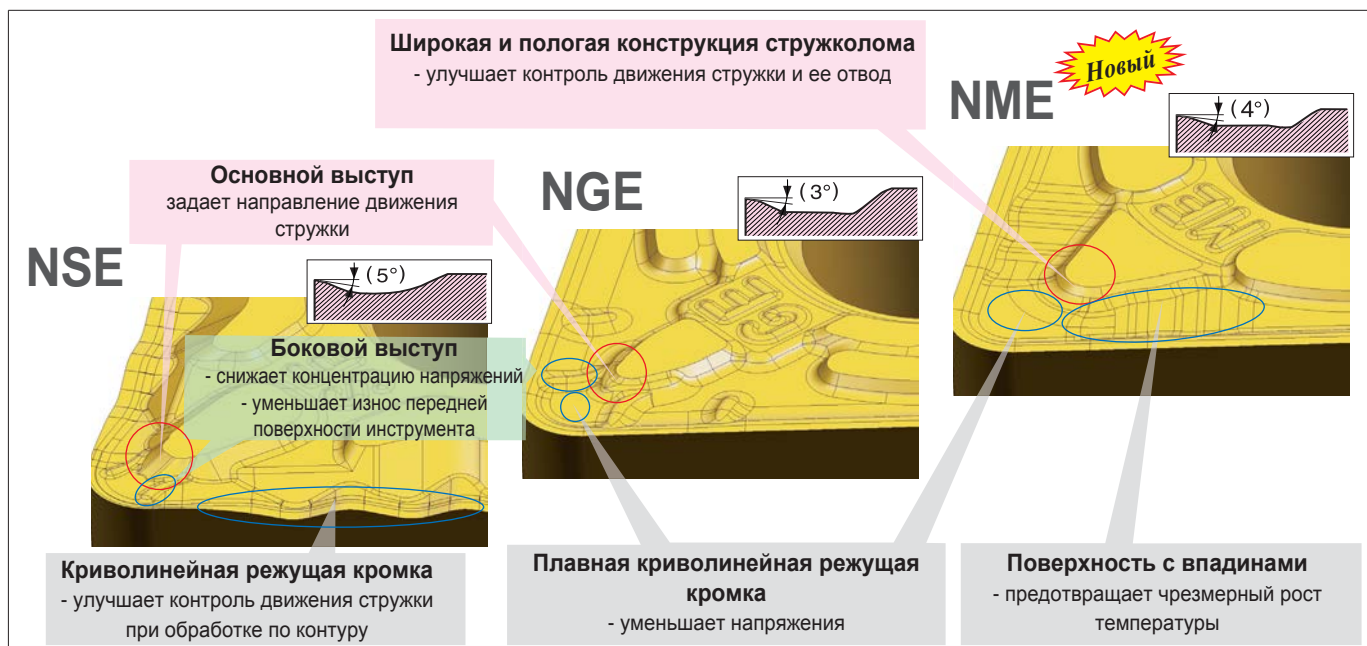 Широкая и пологая конструкция стружколома
- улучшает контроль движения стружки и ее отвод
NME
Новый
(4°)
NME
Основной выступ
задает направление движения
стружки
NGE
(3°)
GE
NSE
(5°)
Боковой выступ
- снижает концентрацию напряжений
- уменьшает износ передней
поверхности инструмента
Криволинейная режущая кромка
- улучшает контроль движения стружки
при обработке по контуру
Плавная криволинейная режущая
кромка
- уменьшает напряжения
Поверхность с впадинами
- предотвращает чрезмерный рост
температуры